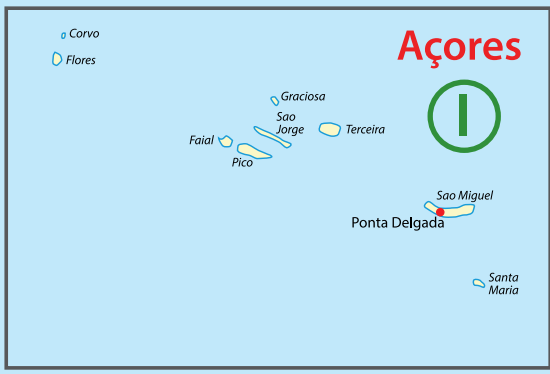 Corvo
Flores
Açores
I
Graciosa
Sao
Jorge
Terceira
Faial
Pico
Sao Miguel
Ponta Delgada
Santa
Maria